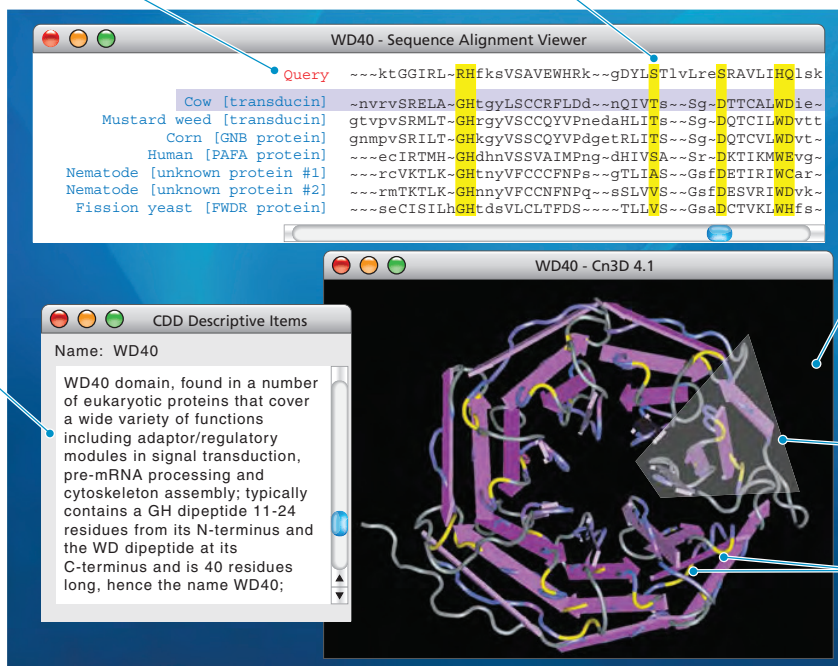 WD40 - Sequence Alignment Viewer
Query ~~~ktGGIRL~RHfksVSAVEWHRk~~gDYLSTlvLreSRAVLIHQlsk
Cow [transducin] ~nvrvSRELA~GHtgyLSCCRFLDd~~nQIVTs~~Sg~DTTCALWDie~
Mustard weed [transducin] gtvpvSRMLT~GHrgyVSCCQYVPnedaHLITs~~Sg~DQTCILWDvtt
Corn [GNB protein] gnmpvSRILT~GHkgyVSSCQYVPdgetRLITS~~Sg~DQTCVLWDvt~
Human [PAFA protein] ~~~ecIRTMH~GHdhnVSSVAIMPng~dHIVSA~~Sr~DKTIKMWEvg~
Nematode [unknown protein #1] ~~~rcVKTLK~GHtnyVFCCCFNPs~~gTLIAS~~GsfDETIRIWCar~
Nematode [unknown protein #2] ~~~rmTKTLK~GHnnyVFCCNFNPq~~sSLVVS~~GsfDESVRIWDvk~
Fission yeast [FWDR protein] ~~~seCISILhGHtdsVLCLTFDS~~~~TLLVS~~GsaDCTVKLWHfs~
WD40 - Cn3D 4.1
CDD Descriptive Items
Name: WD40
WD40 domain, found in a number
of eukaryotic proteins that cover
a wide variety of functions
including adaptor/regulatory
modules in signal transduction,
pre-mRNA processing and
cytoskeleton assembly; typically
contains a GH dipeptide 11-24
residues from its N-terminus and
the WD dipeptide at its
C-terminus and is 40 residues
long, hence the name WD40;